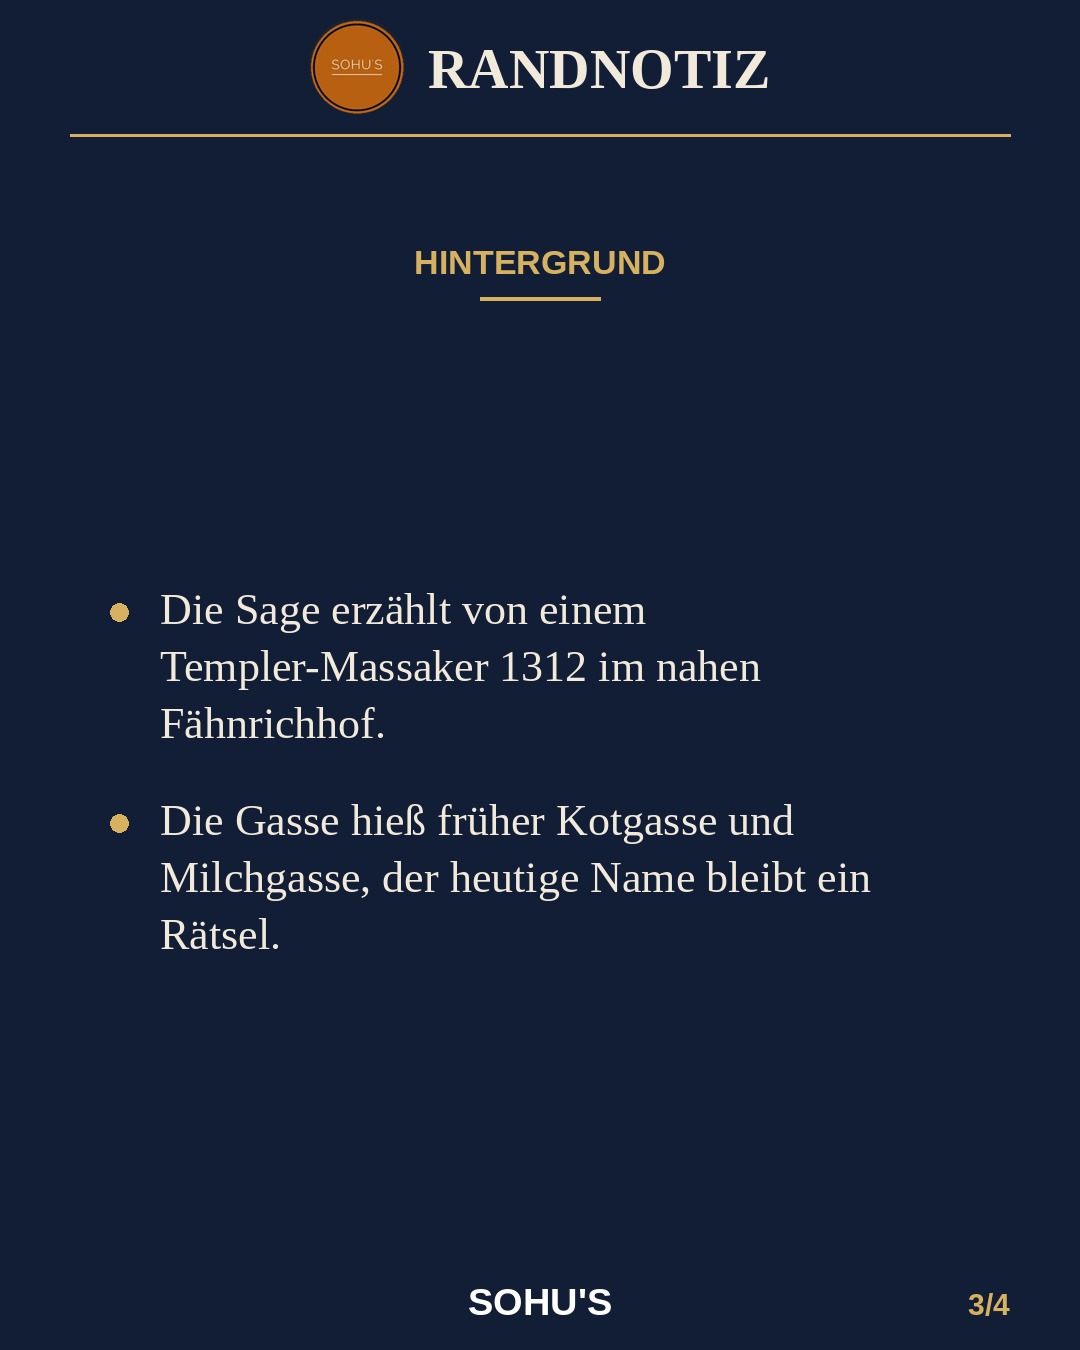 SOHU'S
RANDNOTIZ
HINTERGRUND
Die Sage erzählt von einem
Templer-Massaker 1312 im nahen
Fähnrichhof.
Die Gasse hieß früher Kotgasse und
Milchgasse, der heutige Name bleibt ein
Rätsel.
SOHU'S
3/4